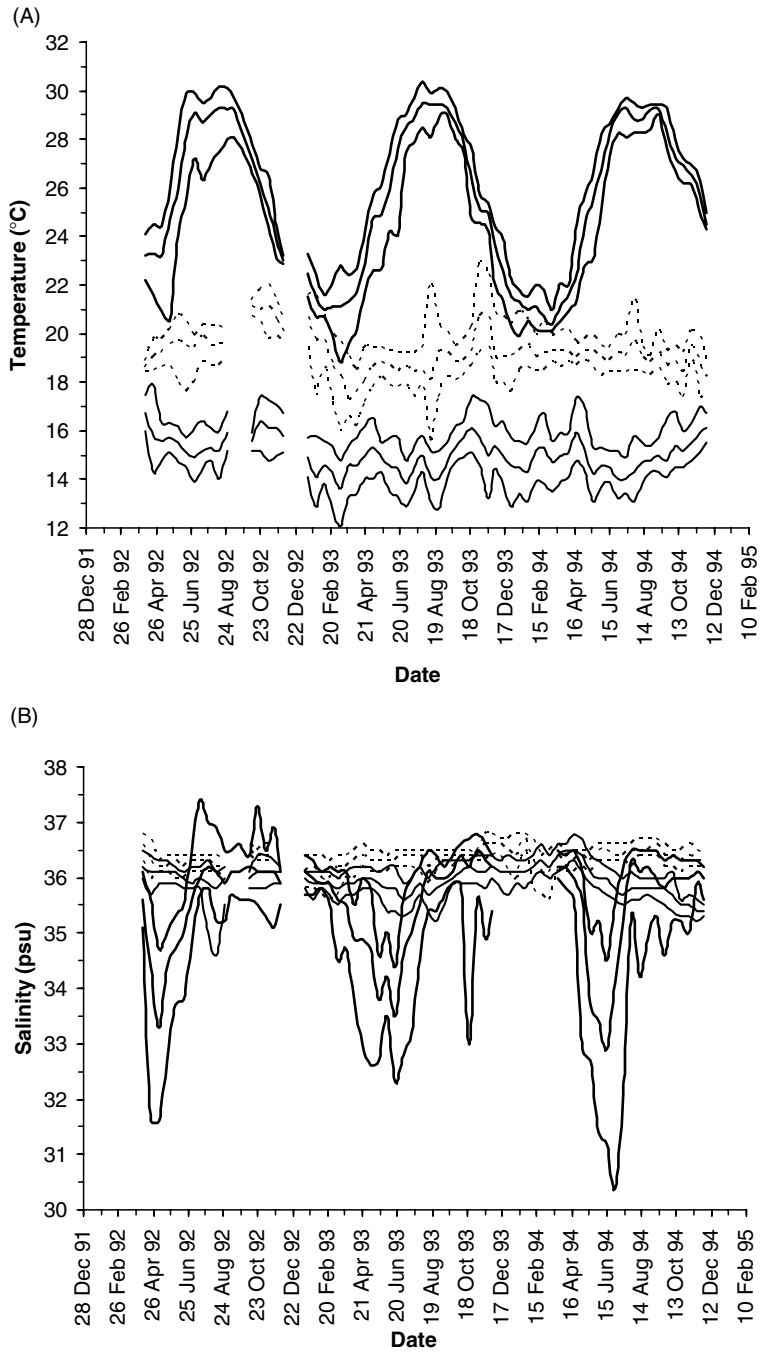 (A)
32
30
28
26
24
22
20
18
16
14
12
Temperature (°C)
28 Dec 91
26 Feb 92
26 Apr 92
25 Jun 92
24 Aug 92
23 Oct 92
22 Dec 92
20 Feb 93
21 Apr 93
20 Jun 93
19 Aug 93
18 Oct 93
17 Dec 93
15 Feb 94
16 Apr 94
15 Jun 94
14 Aug 94
13 Oct 94
12 Dec 94
10 Feb 95
Date
(B)
38
37
36
35
34
33
32
31
30
Salinity (psu)
28 Dec 91
26 Feb 92
26 Apr 92
25 Jun 92
24 Aug 92
23 Oct 92
22 Dec 92
20 Feb 93
21 Apr 93
20 Jun 93
19 Aug 93
18 Oct 93
17 Dec 93
15 Feb 94
16 Apr 94
15 Jun 94
14 Aug 94
13 Oct 94
12 Dec 94
10 Feb 95
Date